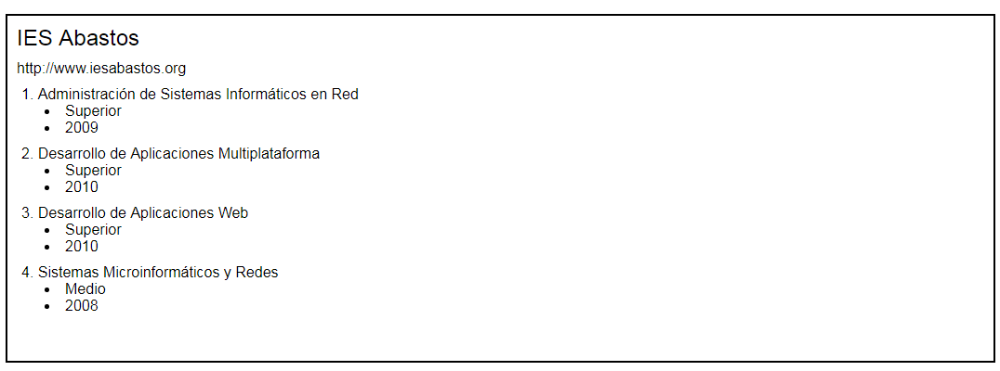 IES Abastos
http://www.iesabastos.org
1. Administración de Sistemas Informáticos en Red
• Superior
• 2009
2. Desarrollo de Aplicaciones Multiplataforma
• Superior
• 2010
3. Desarrollo de Aplicaciones Web
• Superior
• 2010
4. Sistemas Microinformáticos y Redes
• Medio
• 2008